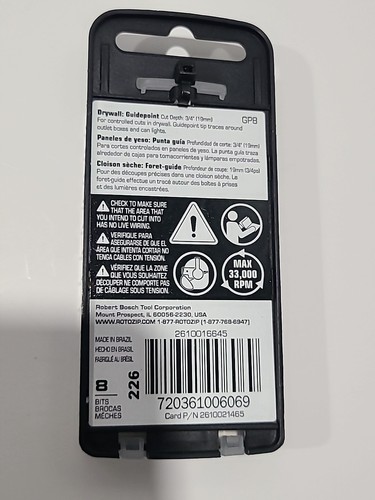 Drywall: Guidepoint Cut Depth: 3/4" (19mm) GP8
For controlled cuts in drywall. Guidepoint tip traces around
outlet boxes and can lights.
Paneles de yeso: Punta guía Profundidad de corte: 3/4" (19mm)
Para cortes controlados en paneles de yeso. La punta guía traza
alrededor de cajas para tomacorrientes y lámparas empotradas.
Cloison sèche: Foret-guide Profondeur de coupe: 19mm (3/4po)
Pour des découpes précises dans une cloison sèche. La
foret-guide effectue un tracé autour des boîtes à prises
et des lumières encastrées.
CHECK TO MAKE SURE
THAT THE AREA THAT
YOU INTEND TO CUT INTO
HAS NO LIVE WIRING.
VERIFIQUE PARA
ASEGURARSE DE QUE EL
ÁREA QUE INTENTA CORTAR NO
TENGA CABLES CON TENSIÓN.
VÉRIFIEZ QUE LA ZONE
QUE VOUS SOUHAITEZ
DÉCOUPER NE COMPORTE PAS
DE CÂBLAGE SOUS TENSION.
MAX
33,000
RPM
Robert Bosch Tool Corporation
Mount Prospect, IL 60056-2230, USA
WWW.ROTOZIP.COM 1-877-ROTOZIP (1-877-768-6947)
2610016645
MADE IN BRAZIL
HECHO EN BRASIL
FABRIQUÉ AU BRÉSIL
8
BITS
BROCAS
MÈCHES
226
720361006069
Card P/N 2610021465